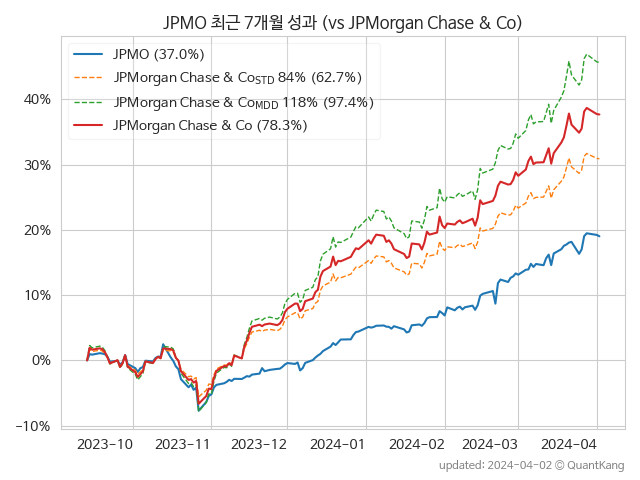 JPMO 최근 7개월 성과 (vs JPMorgan Chase & Co)
JPMO (37.0%)
JPMorgan Chase & CoSTD 84% (62.7%)
JPMorgan Chase & CoMDD 118% (97.4%)
JPMorgan Chase & Co (78.3%)
40%
30%
20%
10%
0%
−10%
2023-10 2023-11 2023-12 2024-01 2024-02 2024-03 2024-04
updated: 2024-04-02 © QuantKang